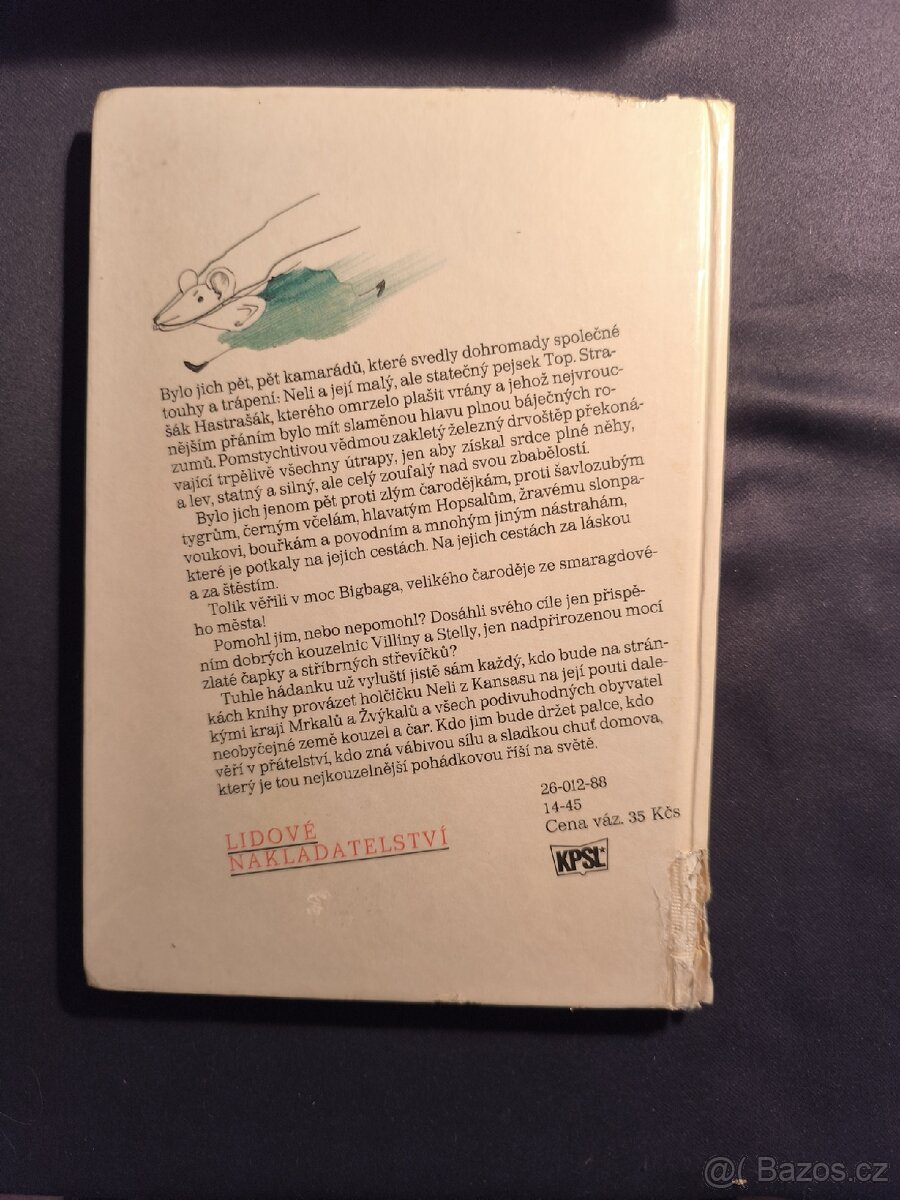 Bylo jich pět, pět kamarádů, které svedly dohromady společné
touhy a trápení: Neli a její malý, ale statečný pejsek Top. Stra-
šák Hastrašák, kterého omrzelo plašit vrány a jehož nejvrouc-
nějším přáním bylo mít slaměnou hlavu plnou báječných ro-
zumů. Pomstychtivou vědmou zakletý železný drvoštěp překoná-
vající trpělivě všechny útrapy, jen aby získal srdce plné něhy,
a lev, statný a silný, ale celý zoufalý nad svou zbabělostí.
Bylo jich jenom pět proti zlým čarodějkám, proti šavlozubým
tygrům, černým včelám, hlavatým Hopsalům, žravému slonpa-
voukovi, bouřkám a povodním a mnohým jiným nástrahám,
které je potkaly na jejich cestách. Na jejich cestách za láskou
a za štěstím.
Tolik věřili v moc Bigbaga, velikého čaroděje ze smaragdové-
ho města!
Pomohl jim, nebo nepomohl? Dosáhli svého cíle jen přispě-
ním dobrých kouzelnic Villiny a Stelly, jen nadpřirozenou mocí
zlaté čapky a stříbrných střevíčků?
Tuhle hádanku už vyluští jistě sám každý, kdo bude na strán-
kách knihy provázet holčičku Neli z Kansasu na její pouti dale-
kými kraji Mrkalů a Žvýkalů a všech podivuhodných obyvatel
neobyčejné země kouzel a čar. Kdo jim bude držet palce, kdo
věří v přátelství, kdo zná vábivou sílu a sladkou chuť domova,
který je tou nejkouzelnější pohádkovou říší na světě.
26-012-88
14-45
Cena váz. 35 Kčs
LIDOVÉ
NAKLADATELSTVÍ
KPSL*
@( Bazos.cz